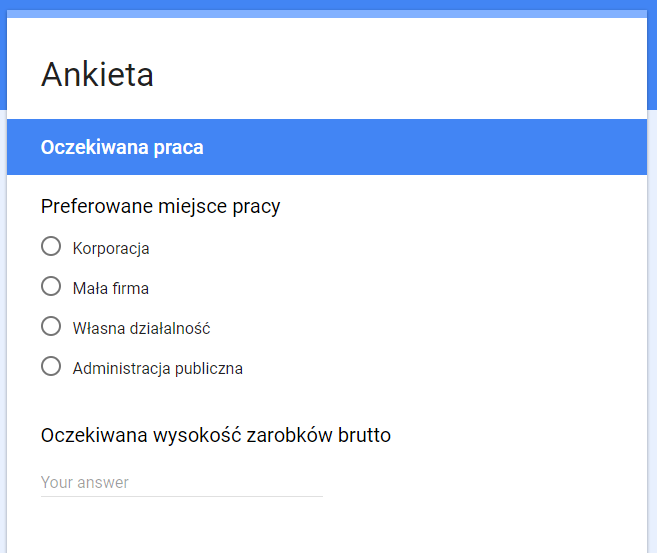 Ankieta
Oczekiwana praca
Preferowane miejsce pracy
Korporacja
Mała firma
Własna działalność
Administracja publiczna
Oczekiwana wysokość zarobków brutto
Your answer